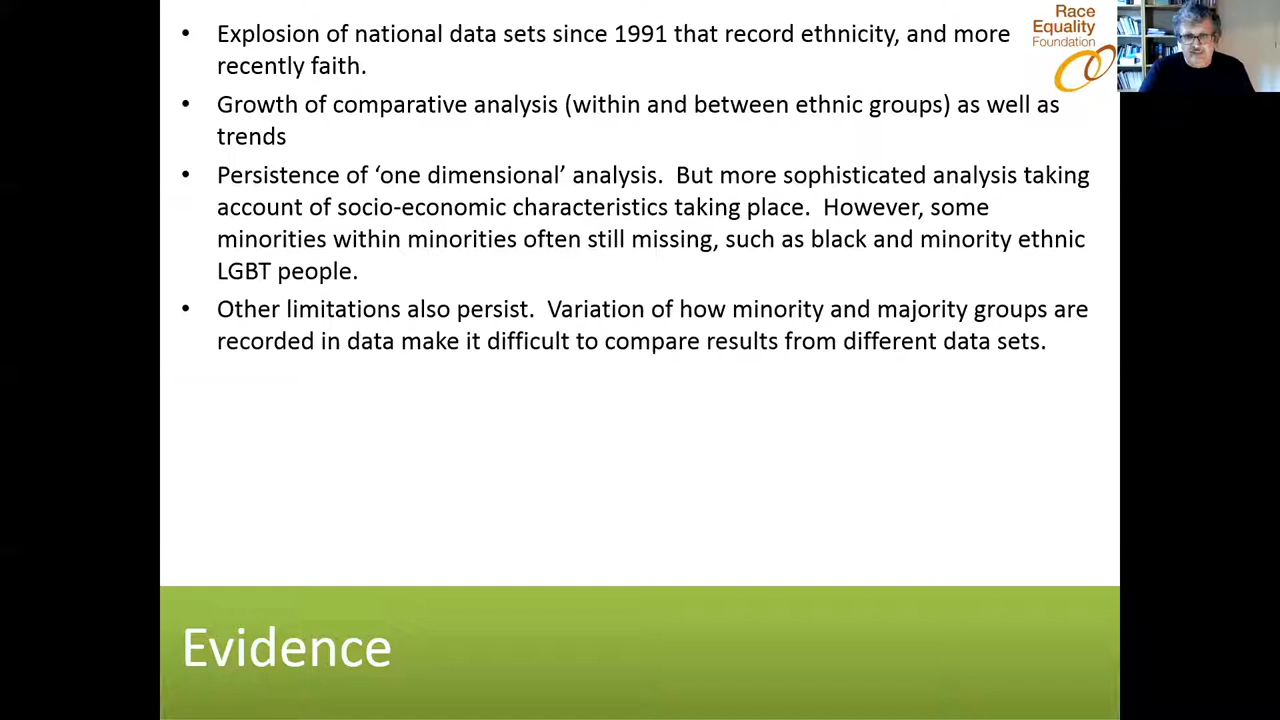 • Explosion of national data sets since 1991 that record ethnicity, and more
recently faith.
• Growth of comparative analysis (within and between ethnic groups) as well as
trends
• Persistence of ‘one dimensional’ analysis.  But more sophisticated analysis taking
account of socio-economic characteristics taking place.  However, some
minorities within minorities often still missing, such as black and minority ethnic
LGBT people.
• Other limitations also persist.  Variation of how minority and majority groups are
recorded in data make it difficult to compare results from different data sets.
Race
Equality
Foundation
Evidence